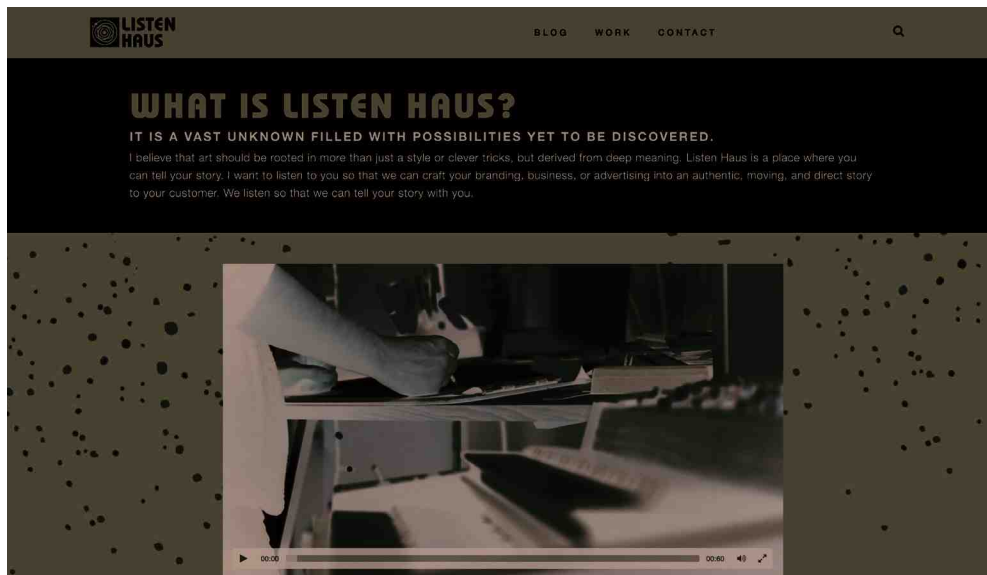 LISTEN
HAUS
BLOG WORK CONTACT
WHAT IS LISTEN HAUS?
IT IS A VAST UNKNOWN FILLED WITH POSSIBILITIES YET TO BE DISCOVERED.
I believe that art should be rooted in more than just a style or clever tricks, but derived from deep meaning. Listen Haus is a place where you
can tell your story. I want to listen to you so that we can craft your branding, business, or advertising into an authentic, moving, and direct story
to your customer. We listen so that we can tell your story with you.
00:00 00:60